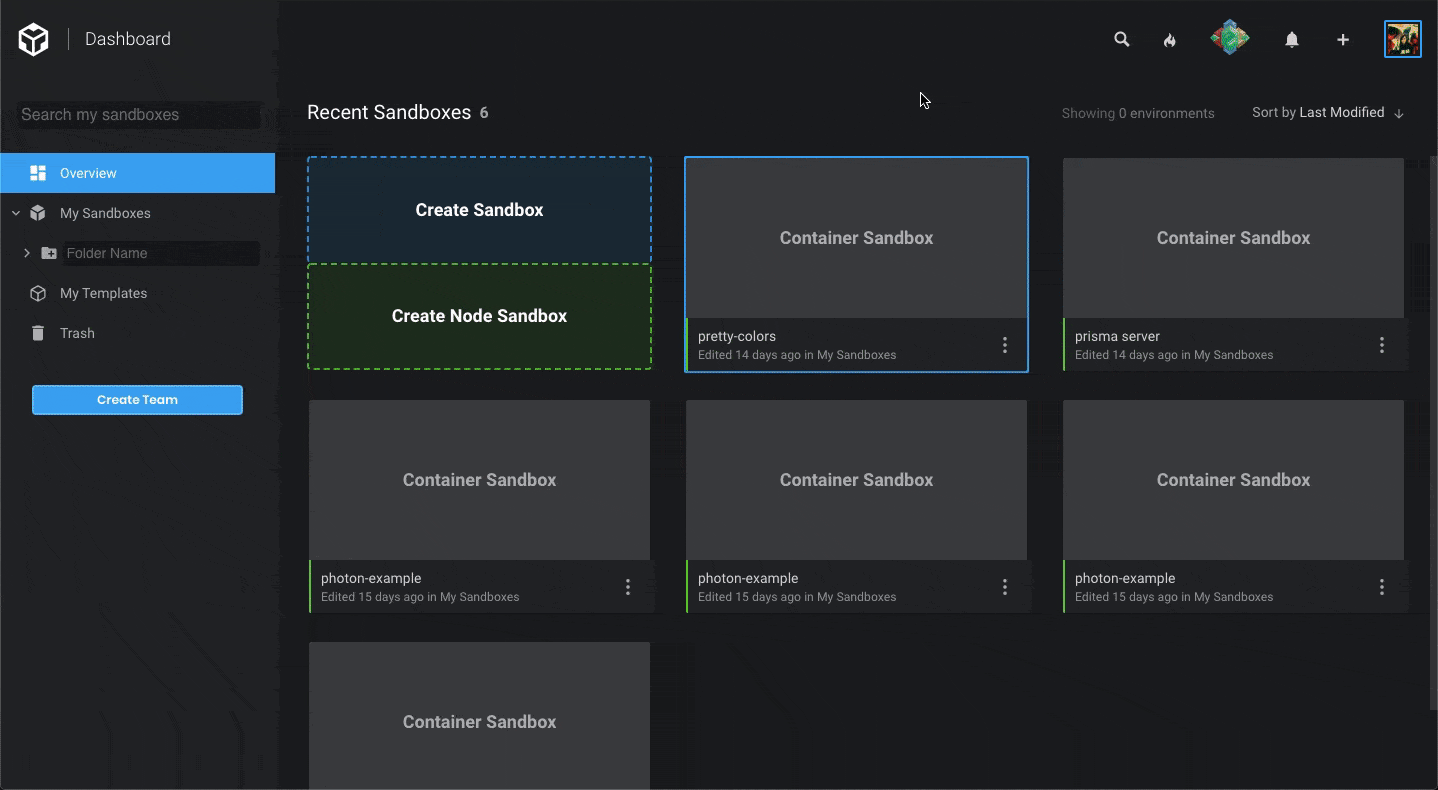 Dashboard
Search my sandboxes
Overview
My Sandboxes
Folder Name
My Templates
Trash
Create Team
Recent Sandboxes 6
Showing 0 environments
Sort by Last Modified
Create Sandbox
Create Node Sandbox
Container Sandbox
pretty-colors
Edited 14 days ago in My Sandboxes
Container Sandbox
prisma server
Edited 14 days ago in My Sandboxes
Container Sandbox
photon-example
Edited 15 days ago in My Sandboxes
Container Sandbox
photon-example
Edited 15 days ago in My Sandboxes
Container Sandbox
photon-example
Edited 15 days ago in My Sandboxes
Container Sandbox